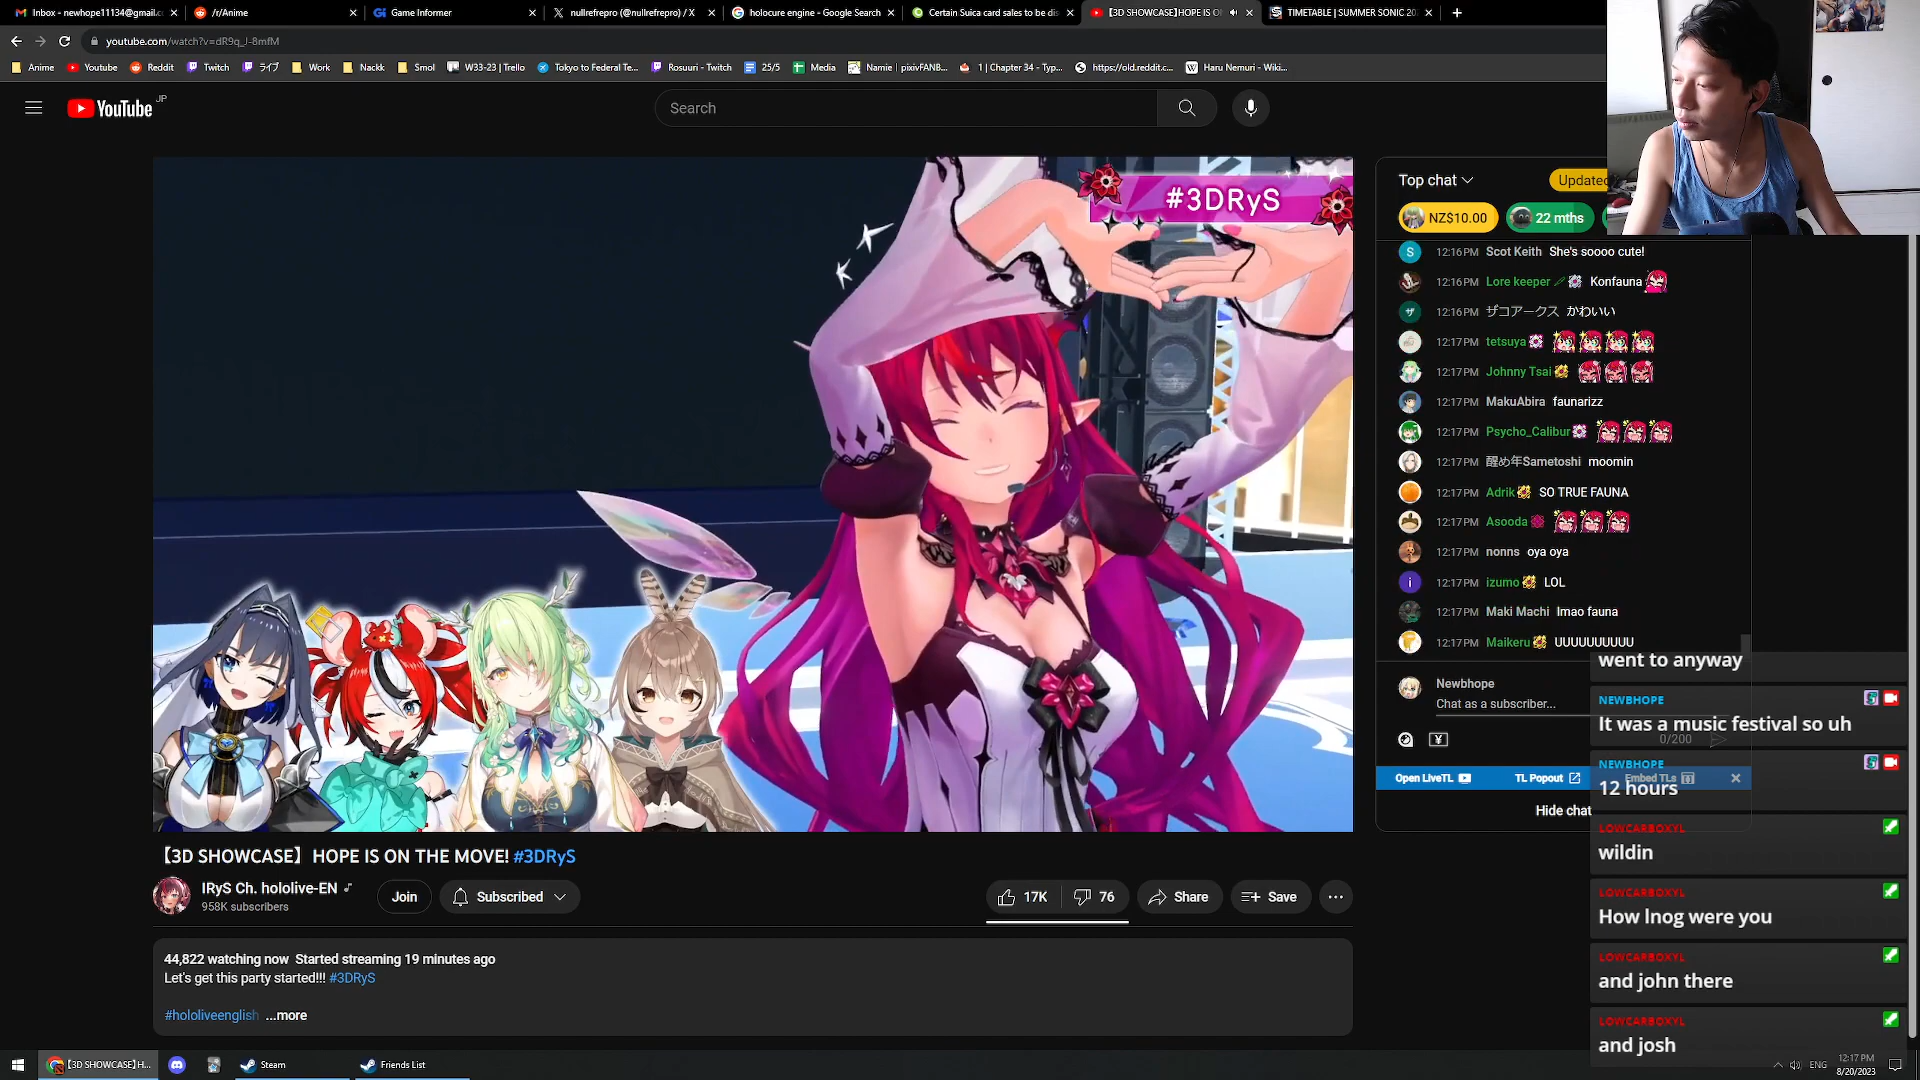 Inbox - newhope11134@gmail.c
/r/Anime
Game Informer
nullrefrepro (@nullrefrepro) / X
holocure engine - Google Search
Certain Suica card sales to be dis
【3D SHOWCASE】HOPE IS O
TIMETABLE | SUMMER SONIC 202
youtube.com/watch?v=dR9q_J-8mfM
Anime
Youtube
Reddit
Twitch
ライブ
Work
Nackk
Smol
W33-23 | Trello
Tokyo to Federal Te...
Rosuuri - Twitch
25/5
Media
Namie | pixivFANB...
1 | Chapter 34 - Typ...
https://old.reddit.c...
Haru Nemuri - Wiki...
YouTube JP
Search
#3DRyS
Top chat
Updated
NZ$10.00
22 mths
12:16 PM Scot Keith She's soooo cute!
12:16 PM Lore keeper Konfauna
12:16 PM ザコアークス かわいい
12:17 PM tetsuya
12:17 PM Johnny Tsai
12:17 PM MakuAbira faunarizz
12:17 PM Psycho_Calibur
12:17 PM 醒め年Sametoshi moomin
12:17 PM Adrik SO TRUE FAUNA
12:17 PM Asooda
12:17 PM nonns oya oya
12:17 PM izumo LOL
12:17 PM Maki Machi lmao fauna
12:17 PM Maikeru UUUUUUUUUU
Newbhope
Chat as a subscriber...
0/200
Open LiveTL
TL Popout
Embed TLs
Hide chat
went to anyway
NEWBHOPE
It was a music festival so uh
NEWBHOPE
12 hours
LOWCARBOXYL
wildin
LOWCARBOXYL
How lnog were you
LOWCARBOXYL
and john there
LOWCARBOXYL
and josh
【3D SHOWCASE】HOPE IS ON THE MOVE! #3DRyS
IRyS Ch. hololive-EN
958K subscribers
Join
Subscribed
17K
76
Share
Save
44,822 watching now Started streaming 19 minutes ago
Let's get this party started!!! #3DRyS
#hololiveenglish ...more
【3D SHOWCASE】H...
Steam
Friends List
ENG
12:17 PM
8/20/2023